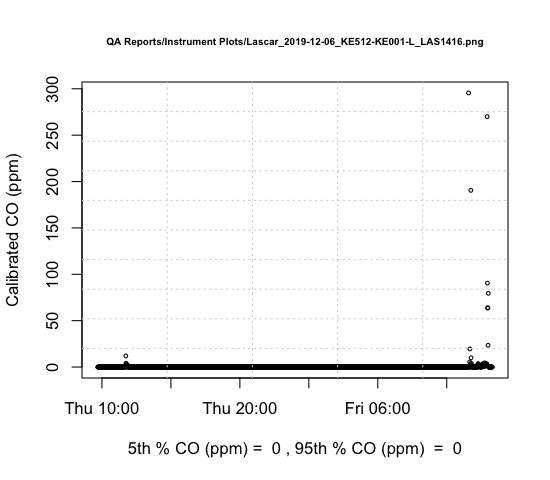 QA Reports/Instrument Plots/Lascar_2019-12-06_KE512-KE001-L_LAS1416.png
Calibrated CO (ppm)
300
250
200
150
100
50
0
Thu 10:00 Thu 20:00 Fri 06:00
5th % CO (ppm) =  0 , 95th % CO (ppm)  =  0